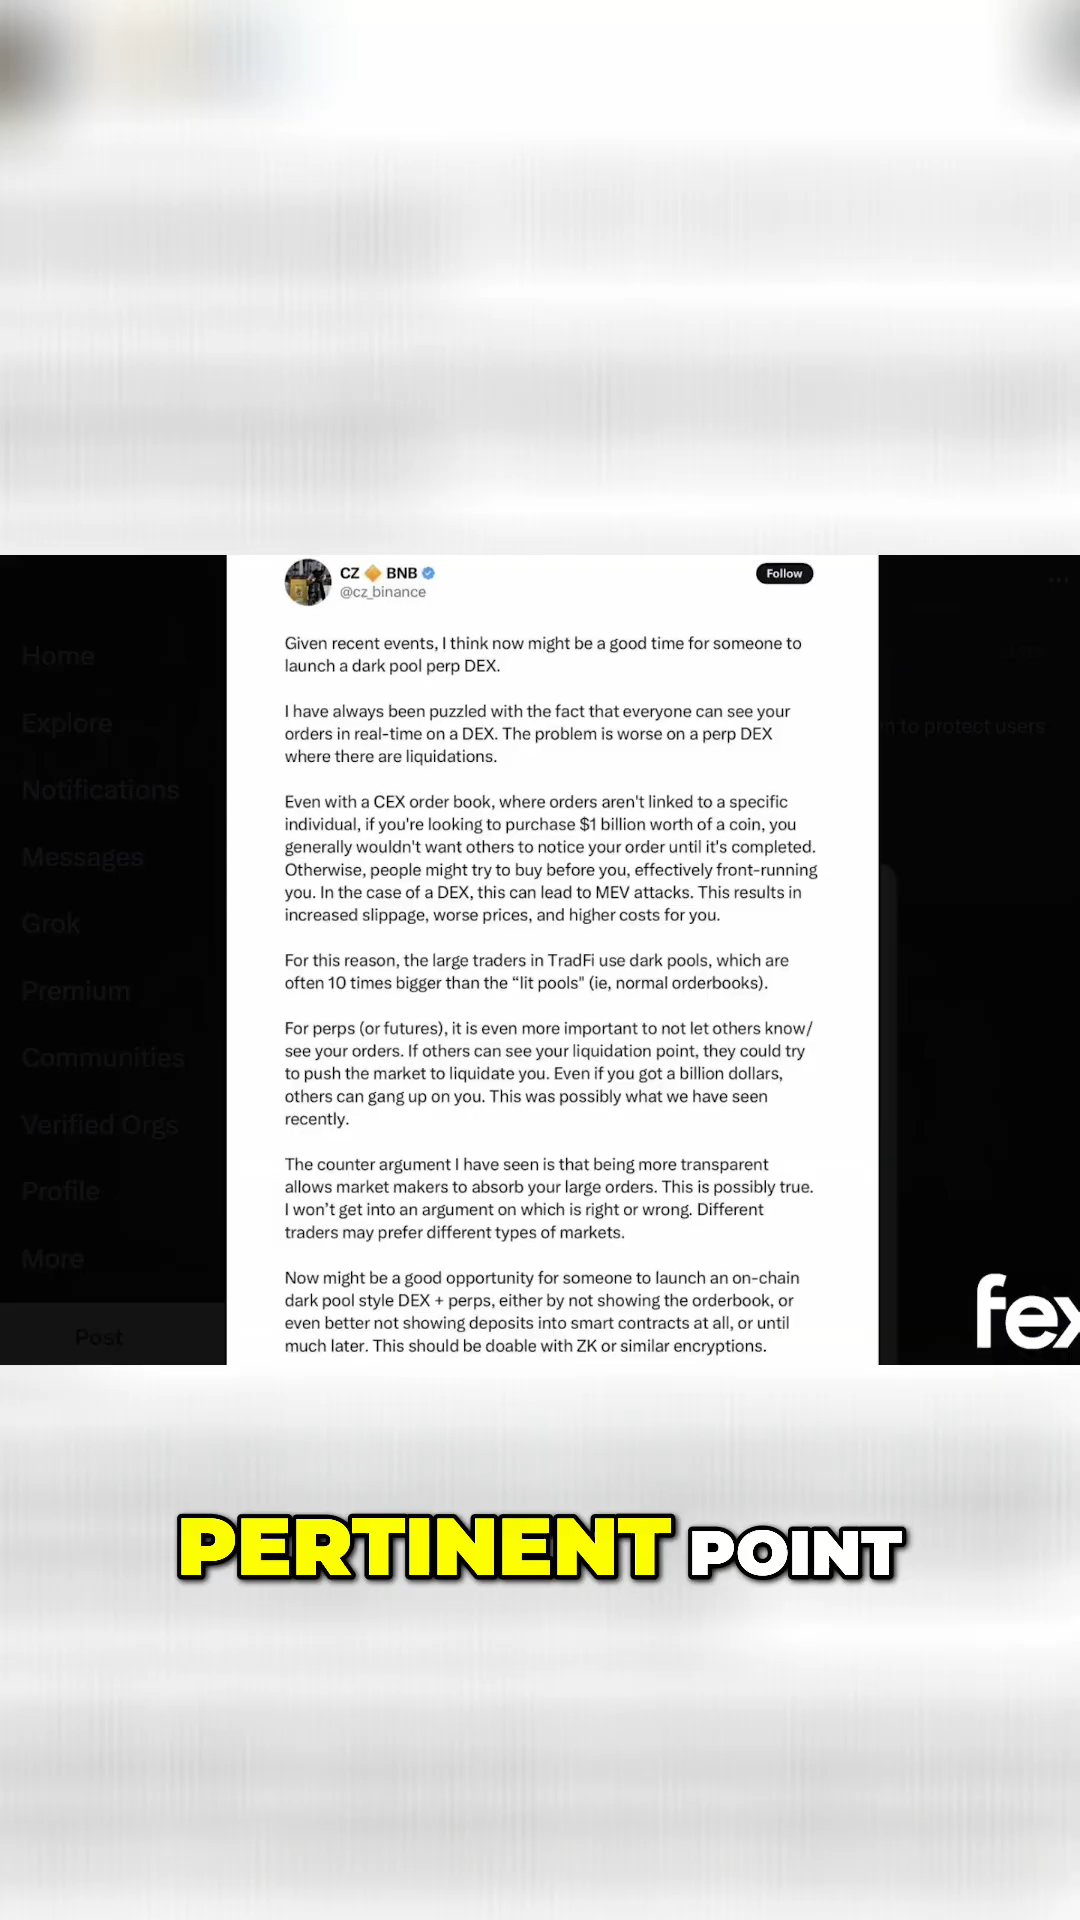 CZ BNB
Follow
@cz_binance
Given recent events, I think now might be a good time for someone to
launch a dark pool perp DEX.
I have always been puzzled with the fact that everyone can see your
orders in real-time on a DEX. The problem is worse on a perp DEX
where there are liquidations.
Even with a CEX order book, where orders aren't linked to a specific
individual, if you're looking to purchase $1 billion worth of a coin, you
generally wouldn't want others to notice your order until it's completed.
Otherwise, people might try to buy before you, effectively front-running
you. In the case of a DEX, this can lead to MEV attacks. This results in
increased slippage, worse prices, and higher costs for you.
For this reason, the large traders in TradFi use dark pools, which are
often 10 times bigger than the “lit pools" (ie, normal orderbooks).
For perps (or futures), it is even more important to not let others know/
see your orders. If others can see your liquidation point, they could try
to push the market to liquidate you. Even if you got a billion dollars,
others can gang up on you. This was possibly what we have seen
recently.
The counter argument I have seen is that being more transparent
allows market makers to absorb your large orders. This is possibly true.
I won’t get into an argument on which is right or wrong. Different
traders may prefer different types of markets.
Now might be a good opportunity for someone to launch an on-chain
dark pool style DEX + perps, either by not showing the orderbook, or
even better not showing deposits into smart contracts at all, or until
much later. This should be doable with ZK or similar encryptions.
Home
Explore
Notifications
Messages
Grok
Premium
Communities
Verified Orgs
Profile
More
Post
to protect users
fex
PERTINENT POINT